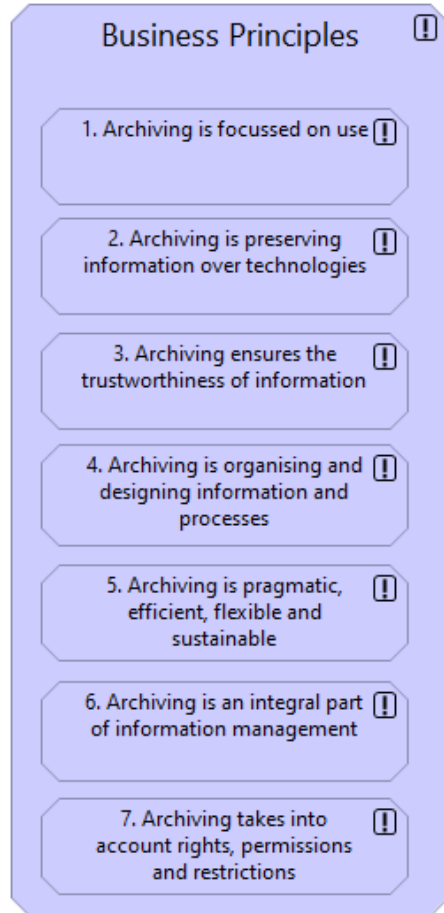 Business Principles
1. Archiving is focussed on use
2. Archiving is preserving
information over technologies
3. Archiving ensures the
trustworthiness of information
4. Archiving is organising and
designing information and
processes
5. Archiving is pragmatic,
efficient, flexible and
sustainable
6. Archiving is an integral part
of information management
7. Archiving takes into
account rights, permissions
and restrictions